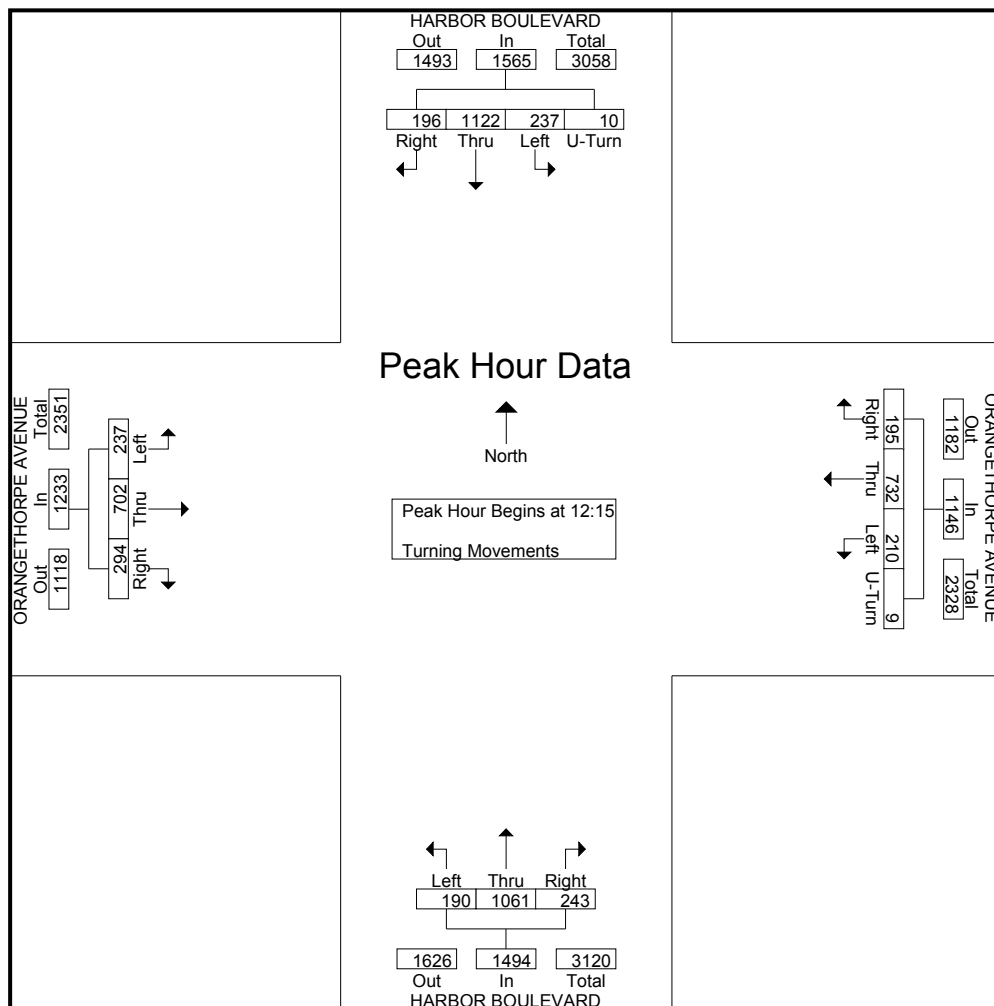 HARBOR BOULEVARD
Out In Total
1493 1565 3058
196 1122 237 10
Right Thru Left U-Turn
Peak Hour Data
North
Peak Hour Begins at 12:15
Turning Movements
ORANGETHORPE AVENUE
Out In Total
1118 1233 2351
237 702 294
Left Thru Right
ORANGETHORPE AVENUE
Out In Total
1182 1146 2328
195 732 210 9
Right Thru Left U-Turn
Left Thru Right
190 1061 243
1626 1494 3120
Out In Total
HARBOR BOULEVARD